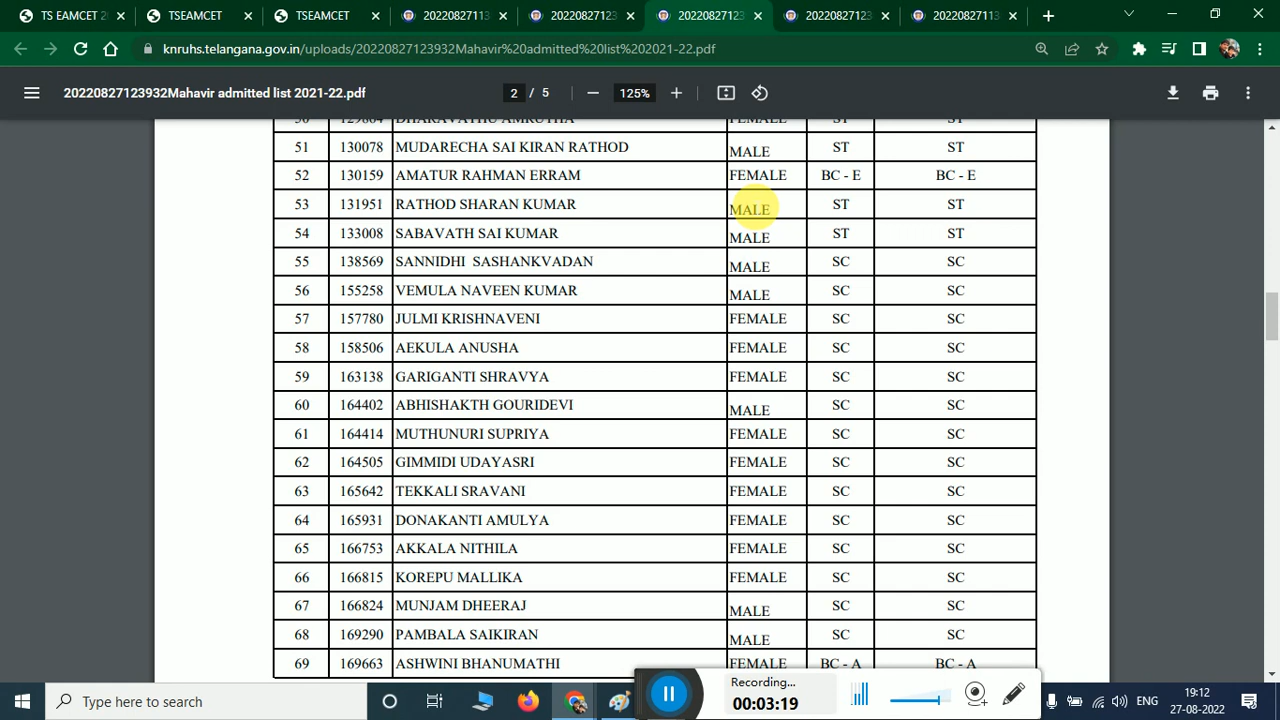 TS EAMCET 20
TSEAMCET
TSEAMCET
20220827113
20220827123
20220827123
20220827123
20220827113
knruhs.telangana.gov.in/uploads/20220827123932Mahavir%20admitted%20list%202021-22.pdf
20220827123932Mahavir admitted list 2021-22.pdf
2 / 5
125%
50 129864 DHARAVATHU AMRUTHA FEMALE ST ST
51 130078 MUDARECHA SAI KIRAN RATHOD MALE ST ST
52 130159 AMATUR RAHMAN ERRAM FEMALE BC - E BC - E
53 131951 RATHOD SHARAN KUMAR MALE ST ST
54 133008 SABAVATH SAI KUMAR MALE ST ST
55 138569 SANNIDHI SASHANKVADAN MALE SC SC
56 155258 VEMULA NAVEEN KUMAR MALE SC SC
57 157780 JULMI KRISHNAVENI FEMALE SC SC
58 158506 AEKULA ANUSHA FEMALE SC SC
59 163138 GARIGANTI SHRAVYA FEMALE SC SC
60 164402 ABHISHAKTH GOURIDEVI MALE SC SC
61 164414 MUTHUNURI SUPRIYA FEMALE SC SC
62 164505 GIMMIDI UDAYASRI FEMALE SC SC
63 165642 TEKKALI SRAVANI FEMALE SC SC
64 165931 DONAKANTI AMULYA FEMALE SC SC
65 166753 AKKALA NITHILA FEMALE SC SC
66 166815 KOREPU MALLIKA FEMALE SC SC
67 166824 MUNJAM DHEERAJ MALE SC SC
68 169290 PAMBALA SAIKIRAN MALE SC SC
69 169663 ASHWINI BHANUMATHI FEMALE BC - A BC - A
Recording...
00:03:19
Type here to search
ENG
19:12
27-08-2022